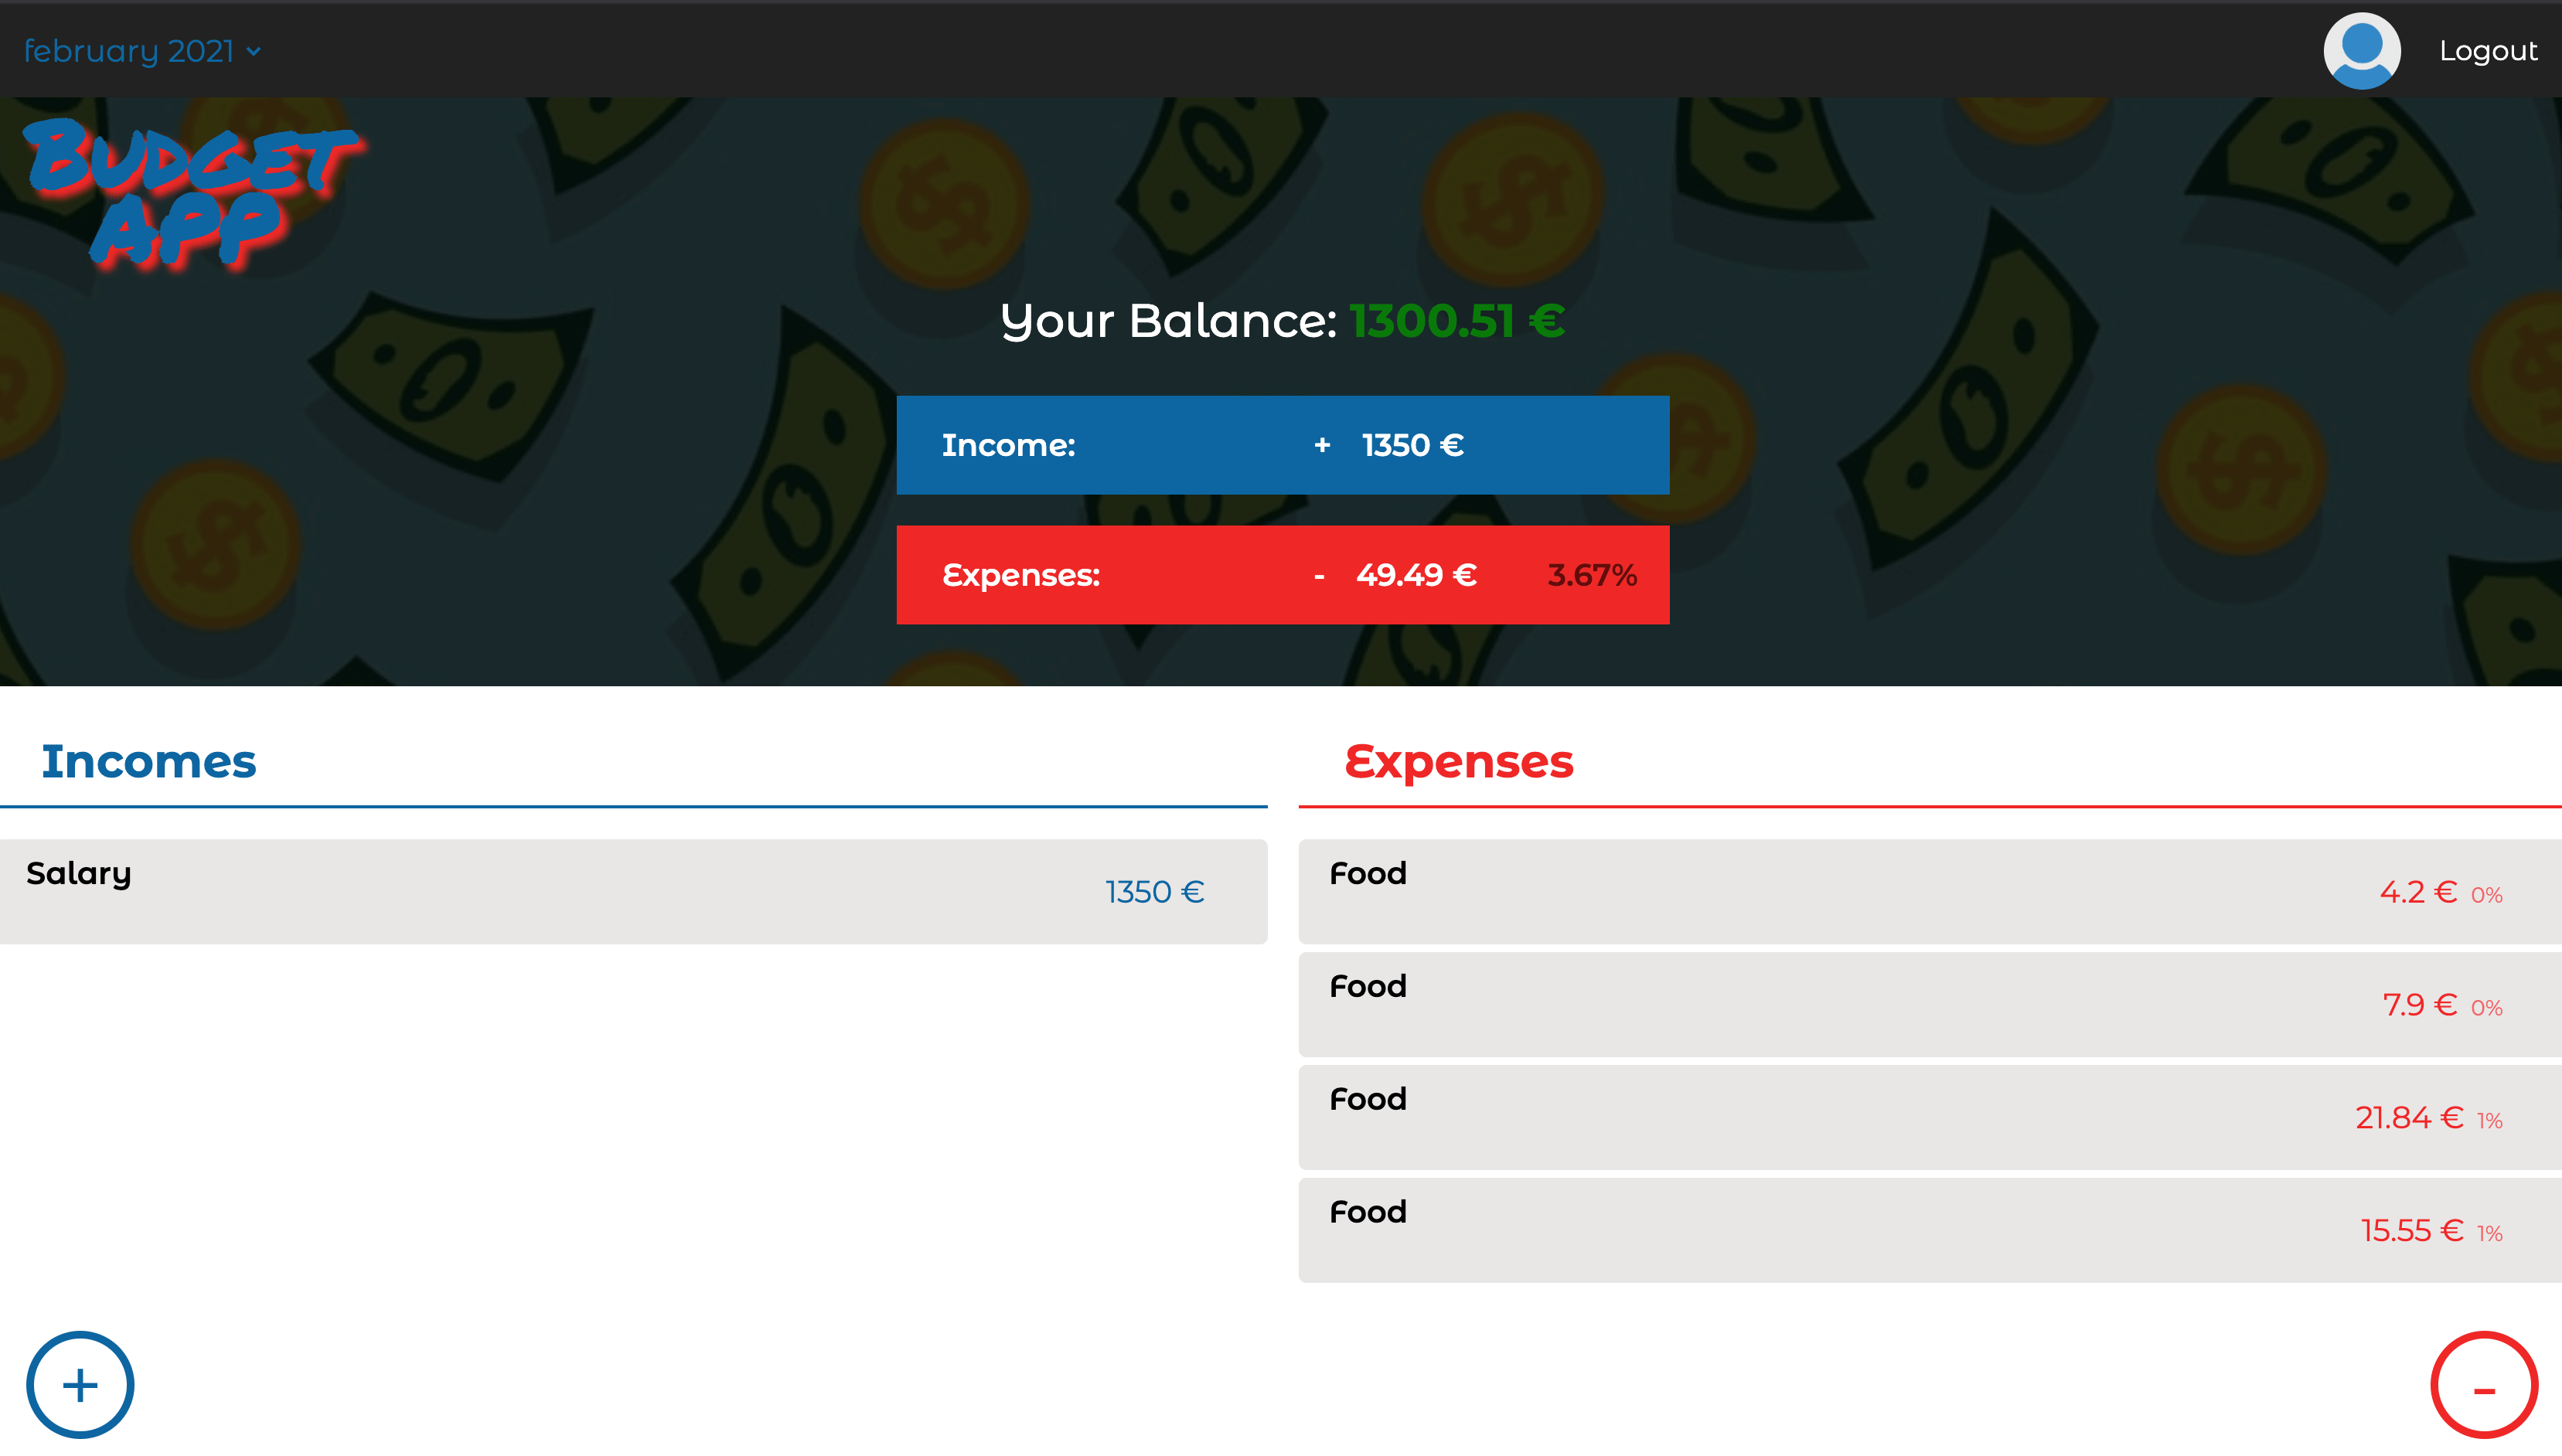 february 2021
Logout
BUDGET
APP
Your Balance: 1300.51 €
Income: + 1350 €
Expenses: - 49.49 € 3.67%
Incomes
Expenses
Salary 1350 €
Food 4.2 € 0%
Food 7.9 € 0%
Food 21.84 € 1%
Food 15.55 € 1%
+
-